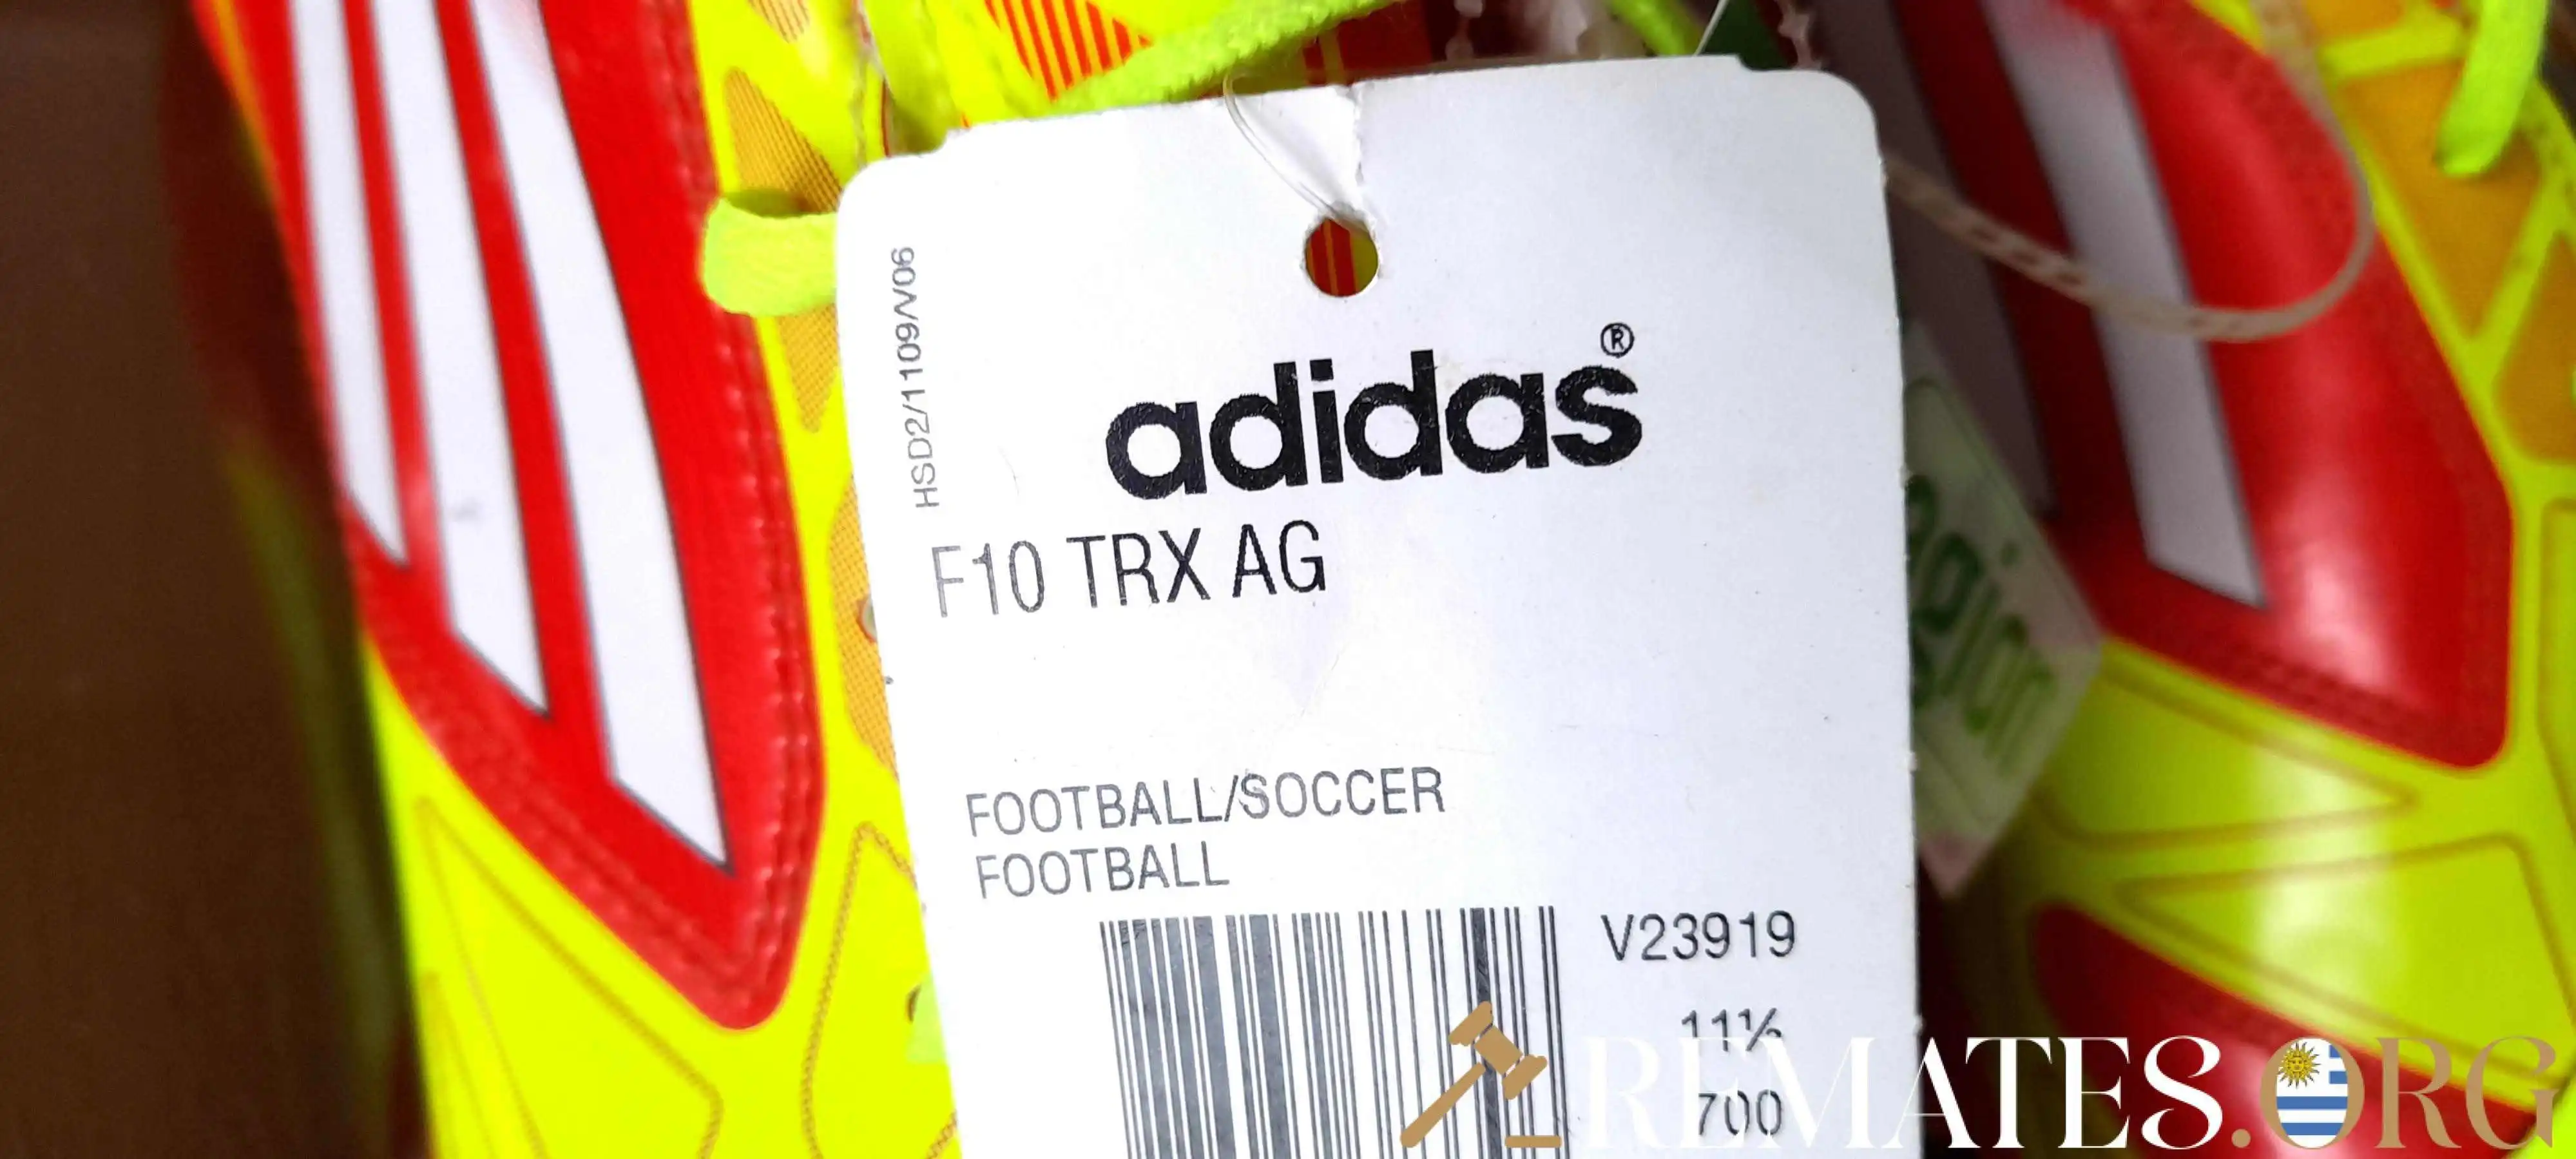 HSD2/1109/V06
adidas®
F10 TRX AG
FOOTBALL/SOCCER
FOOTBALL
V23919
11½
700
REMATES.ORG